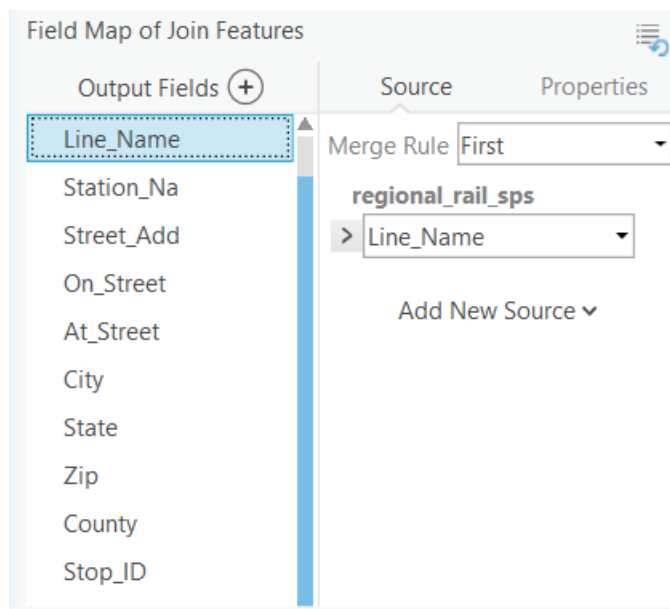 Field Map of Join Features
Output Fields
Line_Name
Station_Na
Street_Add
On_Street
At_Street
City
State
Zip
County
Stop_ID
Source Properties
Merge Rule First
regional_rail_sps
Line_Name
Add New Source